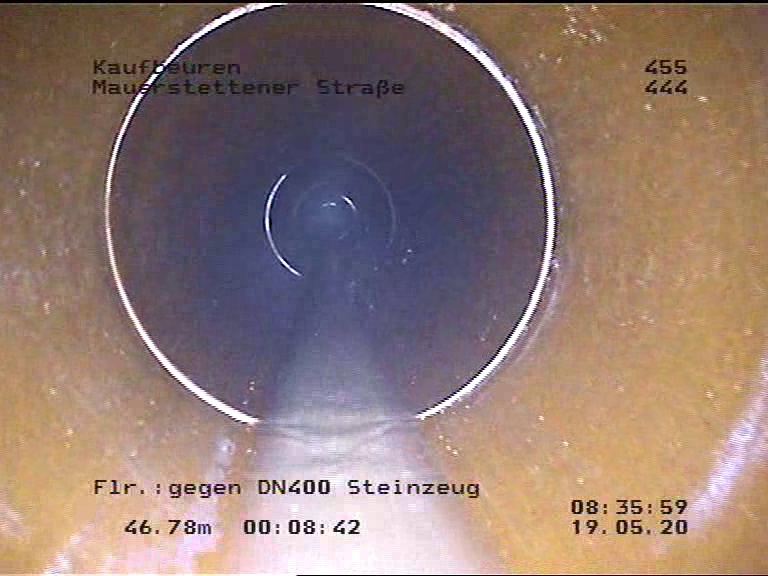 Kaufbeuren 455
Mauerstettener Straße 444
Flr.:gegen DN400 Steinzeug
08:35:59
46.78m 00:08:42 19.05.20